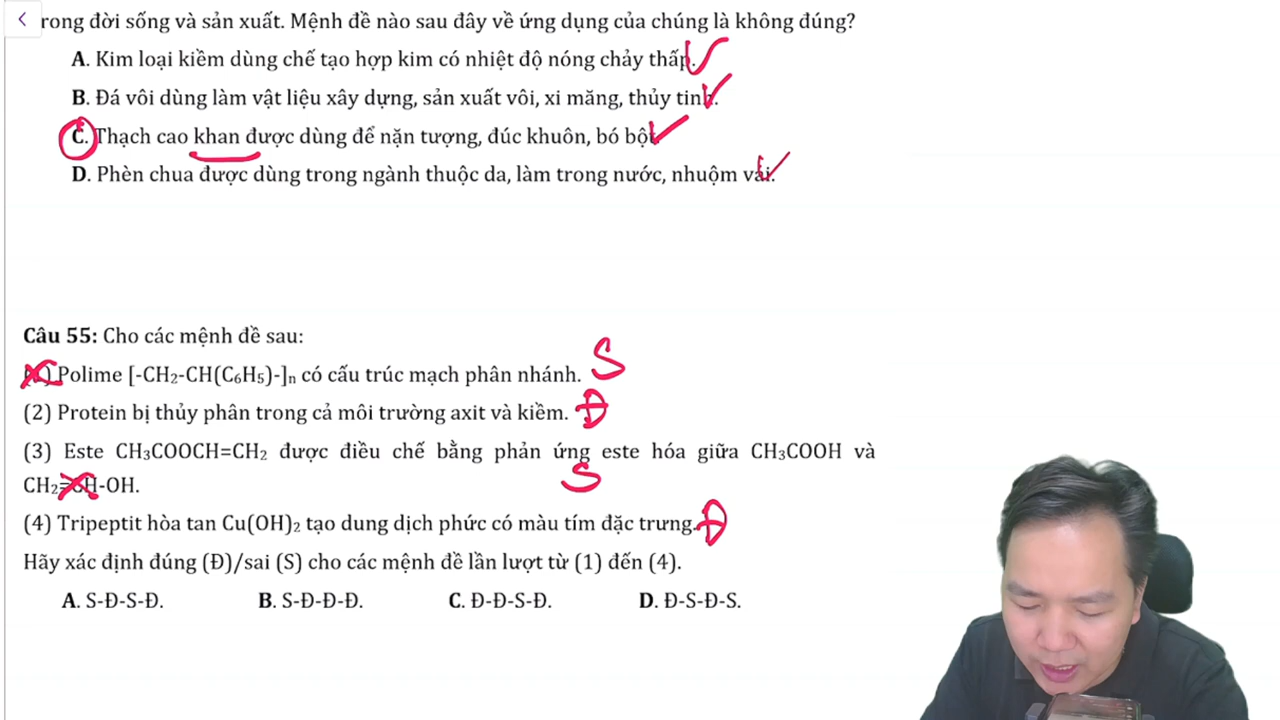 rong đời sống và sản xuất. Mệnh đề nào sau đây về ứng dụng của chúng là không đúng?
A. Kim loại kiềm dùng chế tạo hợp kim có nhiệt độ nóng chảy thấp.
B. Đá vôi dùng làm vật liệu xây dựng, sản xuất vôi, xi măng, thủy tinh.
C. Thạch cao khan được dùng để nặn tượng, đúc khuôn, bó bột.
D. Phèn chua được dùng trong ngành thuộc da, làm trong nước, nhuộm vải.
Câu 55: Cho các mệnh đề sau:
(1) Polime [-CH₂-CH(C₆H₅)-]ₙ có cấu trúc mạch phân nhánh. S
(2) Protein bị thủy phân trong cả môi trường axit và kiềm. Đ
(3) Este CH₃COOCH=CH₂ được điều chế bằng phản ứng este hóa giữa CH₃COOH và
CH₂=CH-OH. S
(4) Tripeptit hòa tan Cu(OH)₂ tạo dung dịch phức có màu tím đặc trưng. Đ
Hãy xác định đúng (Đ)/sai (S) cho các mệnh đề lần lượt từ (1) đến (4).
A. S-Đ-S-Đ. B. S-Đ-Đ-Đ. C. Đ-Đ-S-Đ. D. Đ-S-Đ-S.